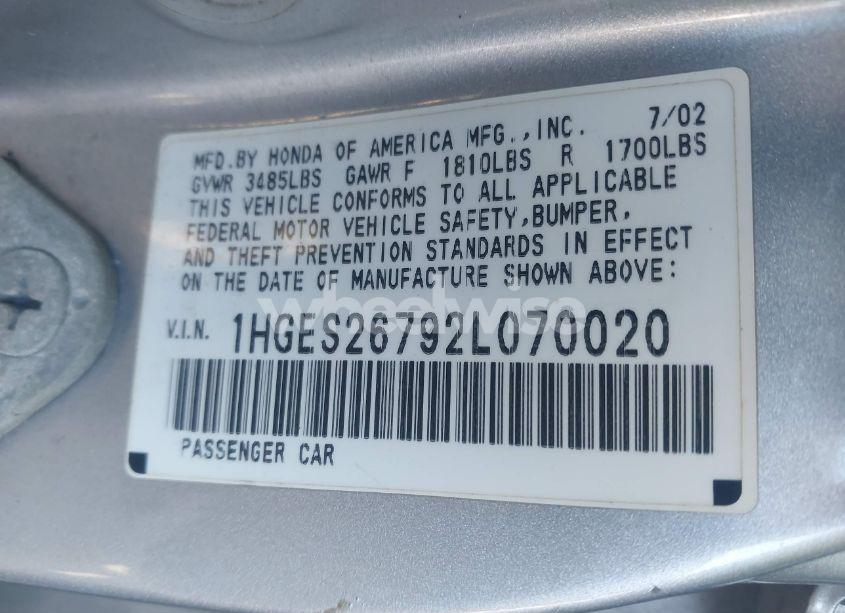 MFD.BY HONDA OF AMERICA MFG.,INC. 7/02
GVWR 3485LBS GAWR F 1810LBS R 1700LBS
THIS VEHICLE CONFORMS TO ALL APPLICABLE
FEDERAL MOTOR VEHICLE SAFETY,BUMPER,
AND THEFT PREVENTION STANDARDS IN EFFECT
ON THE DATE OF MANUFACTURE SHOWN ABOVE:
wheelwise
V.I.N. 1HGES26792L070020
PASSENGER CAR